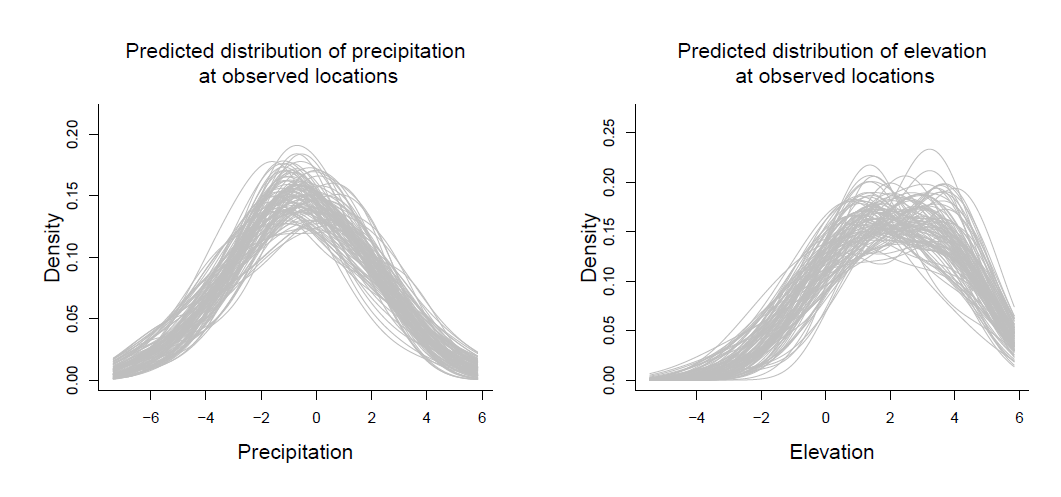 Predicted distribution of precipitation
at observed locations
0.20
0.15
0.10
0.05
0.00
Density
−6 −4 −2 0 2 4 6
Precipitation
Predicted distribution of elevation
at observed locations
0.25
0.20
0.15
0.10
0.05
0.00
Density
−4 −2 0 2 4 6
Elevation